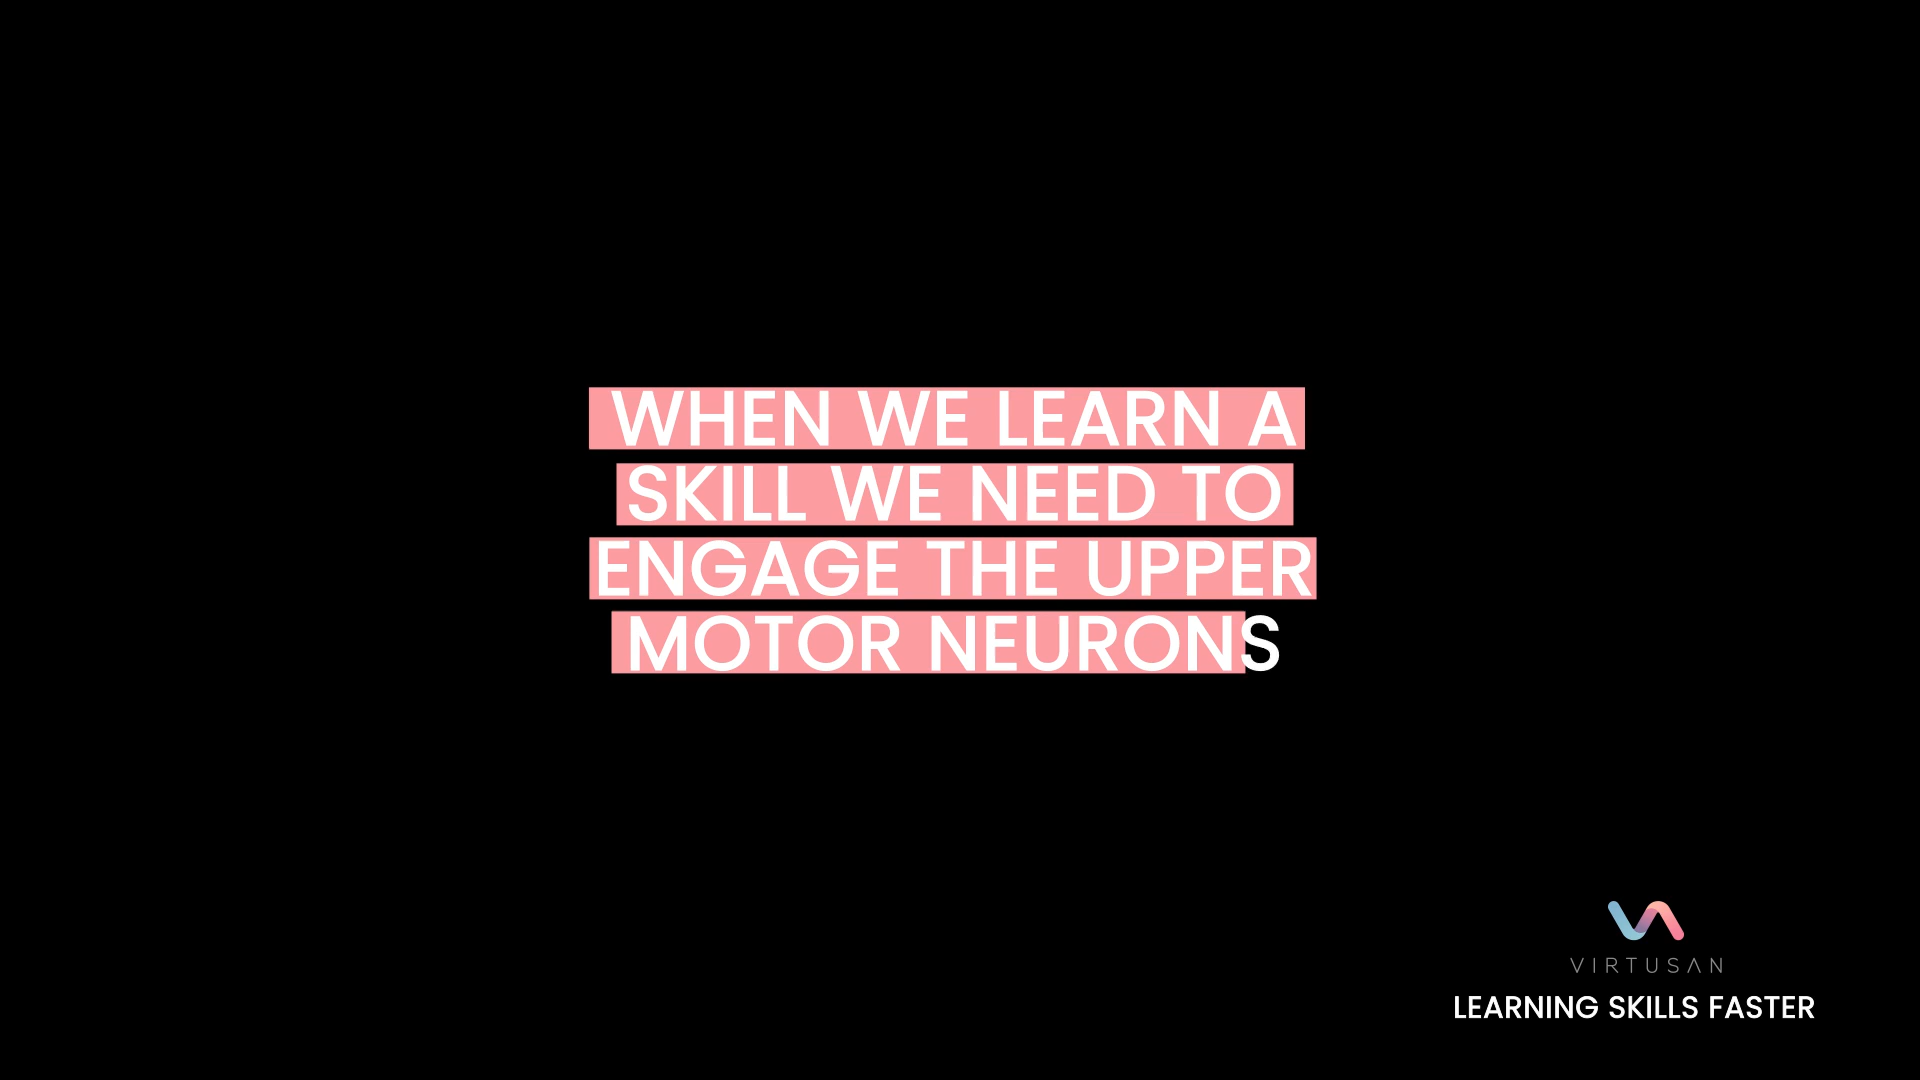 WHEN WE LEARN A
SKILL WE NEED TO
ENGAGE THE UPPER
MOTOR NEURONS
VIRTUSAN
LEARNING SKILLS FASTER